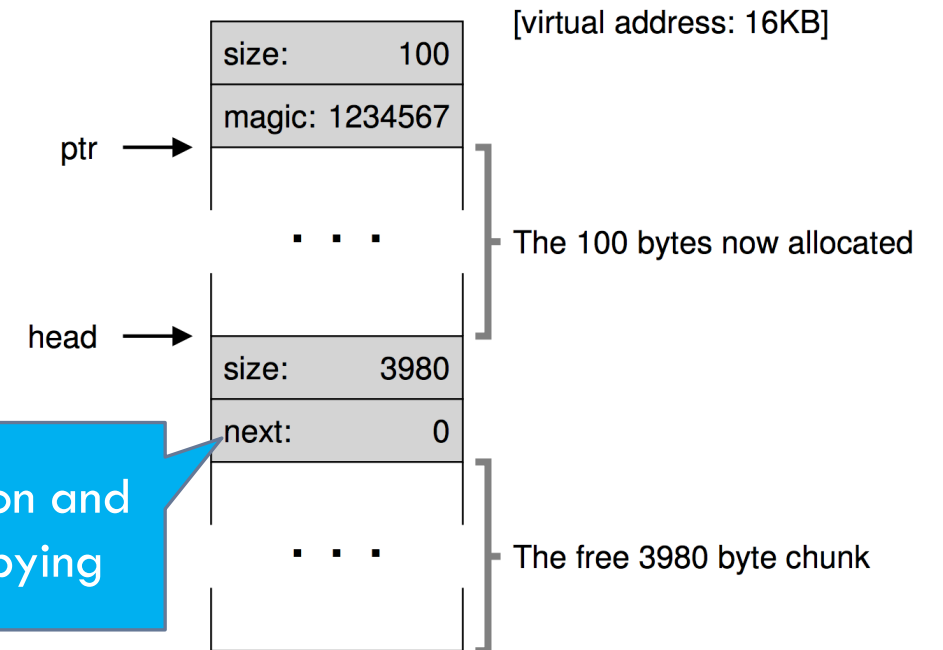 [virtual address: 16KB]
size: 100
magic: 1234567
ptr
. . .
The 100 bytes now allocated
head
size: 3980
next: 0
on and
. . .
The free 3980 byte chunk